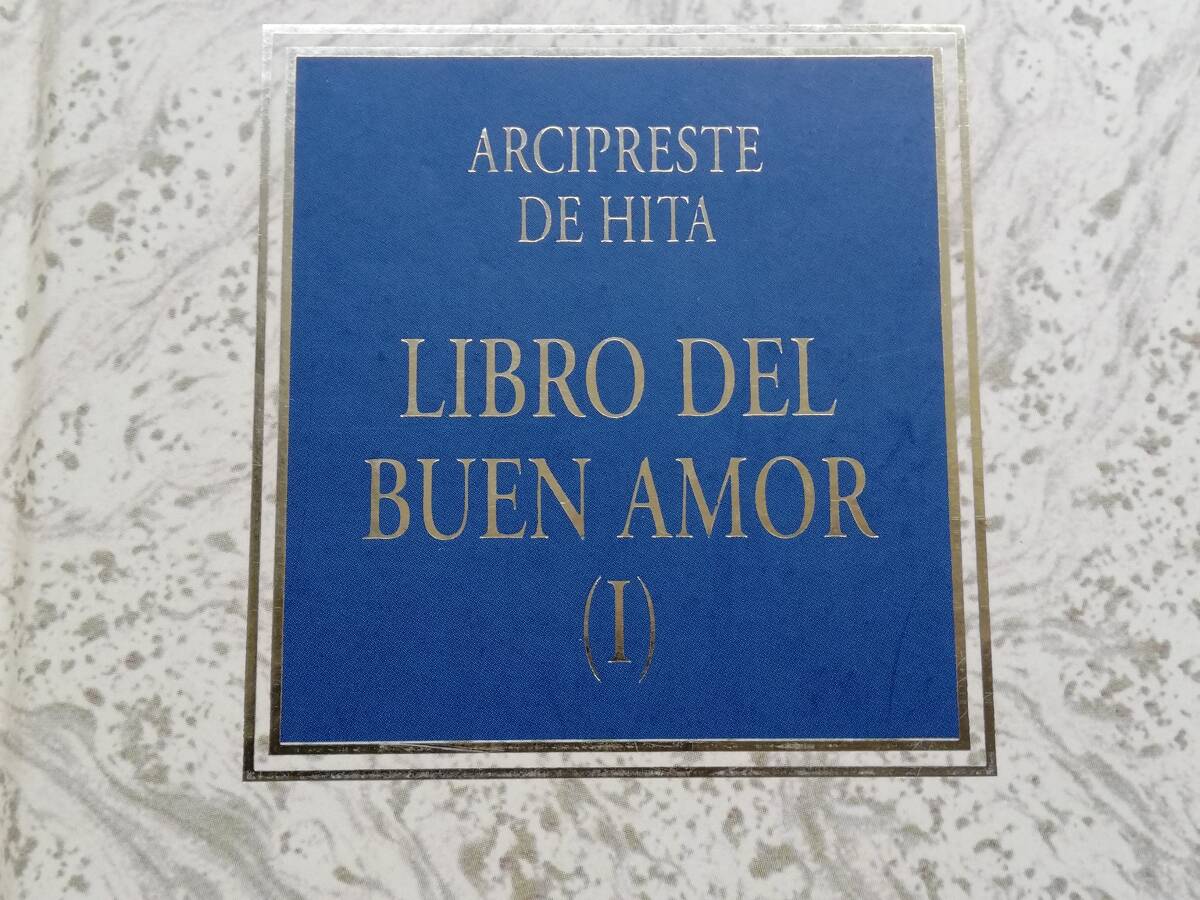 ARCIPRESTE
DE HITA
LIBRO DEL
BUEN AMOR
(I)